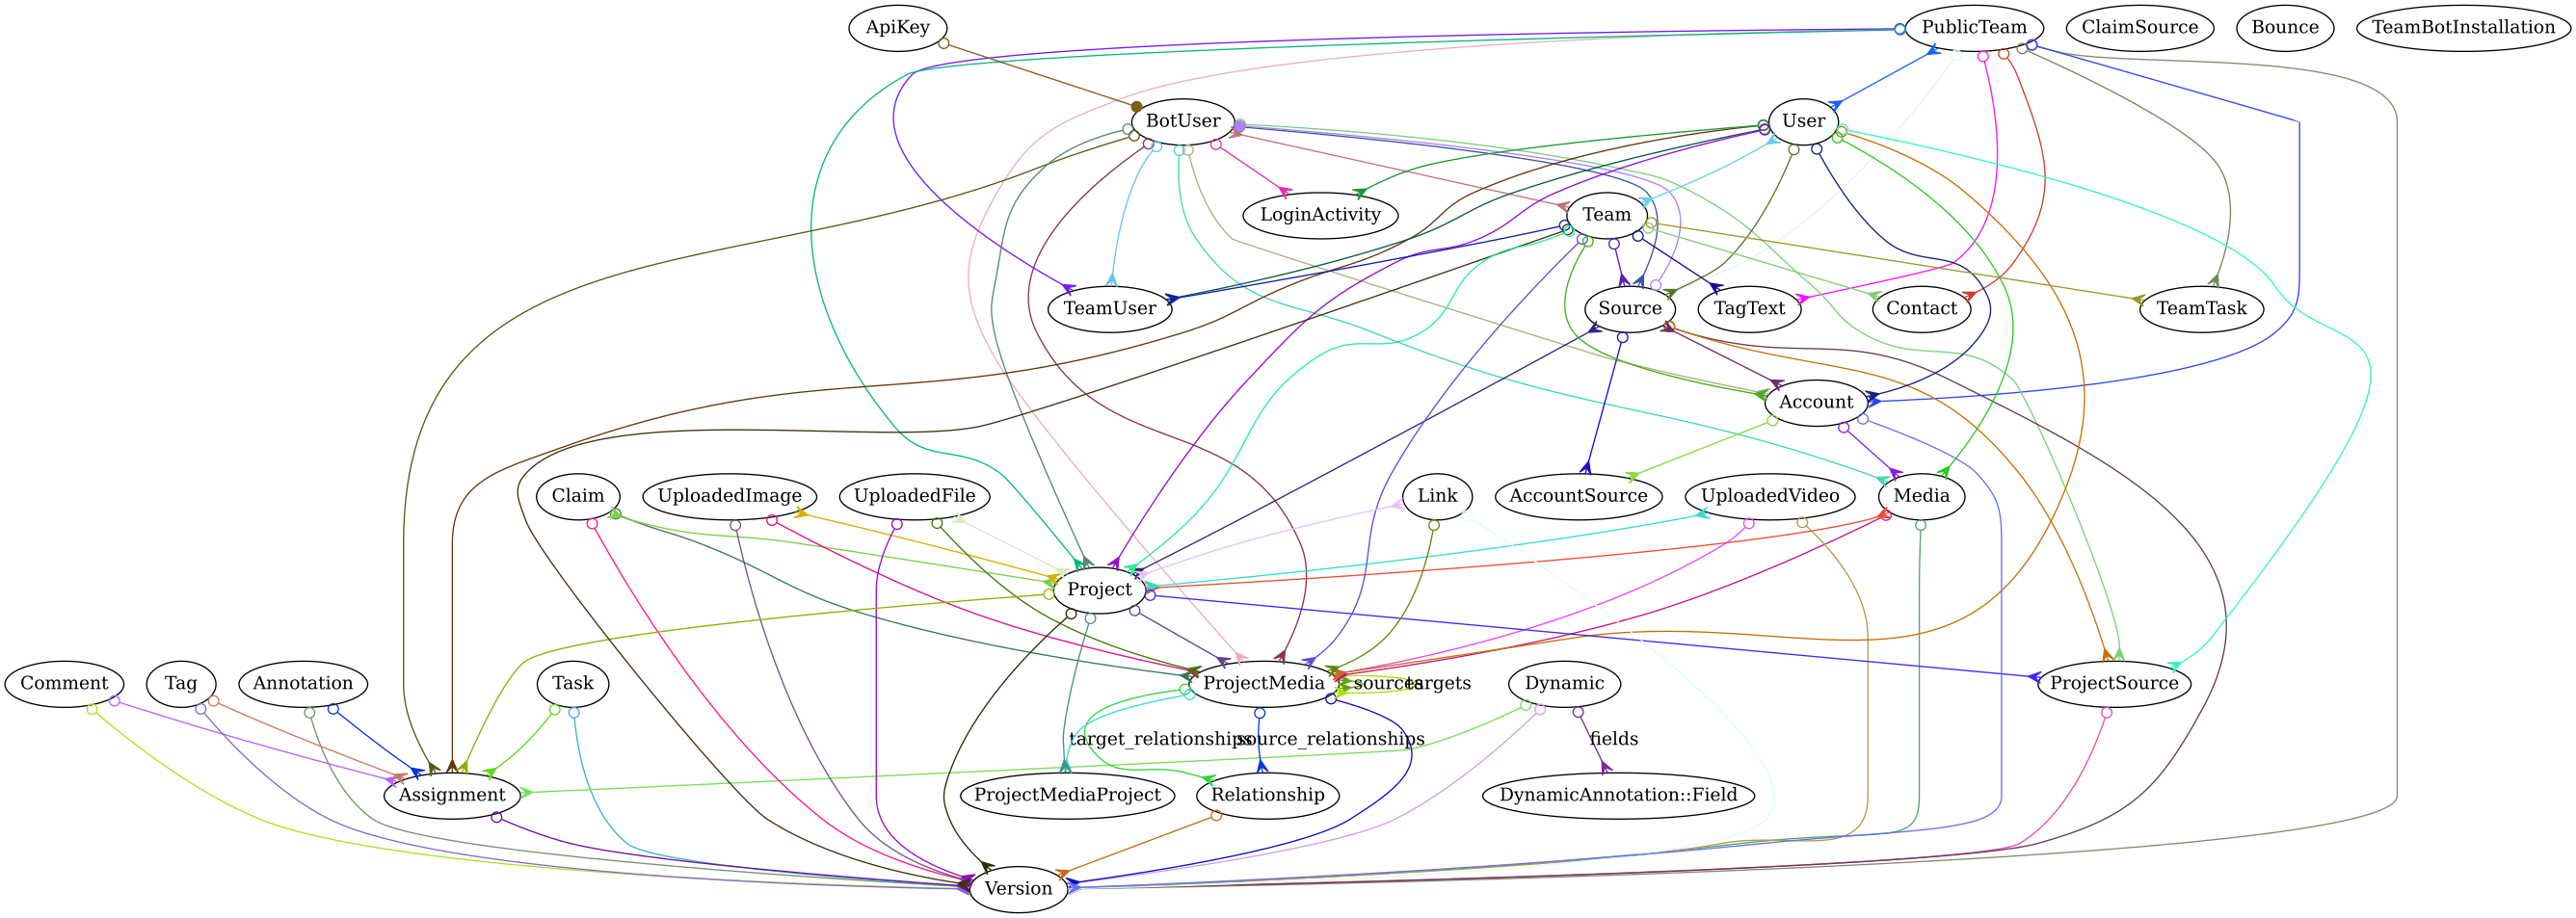 ApiKey
PublicTeam
ClaimSource
Bounce
TeamBotInstallation
BotUser
User
LoginActivity
Team
TeamUser
Source
TagText
Contact
TeamTask
Account
Claim
UploadedImage
UploadedFile
Link
AccountSource
UploadedVideo
Media
Project
Comment
Tag
Annotation
Task
ProjectMedia
sources
targets
Dynamic
ProjectSource
target_relationships
source_relationships
fields
Assignment
ProjectMediaProject
Relationship
DynamicAnnotation::Field
Version